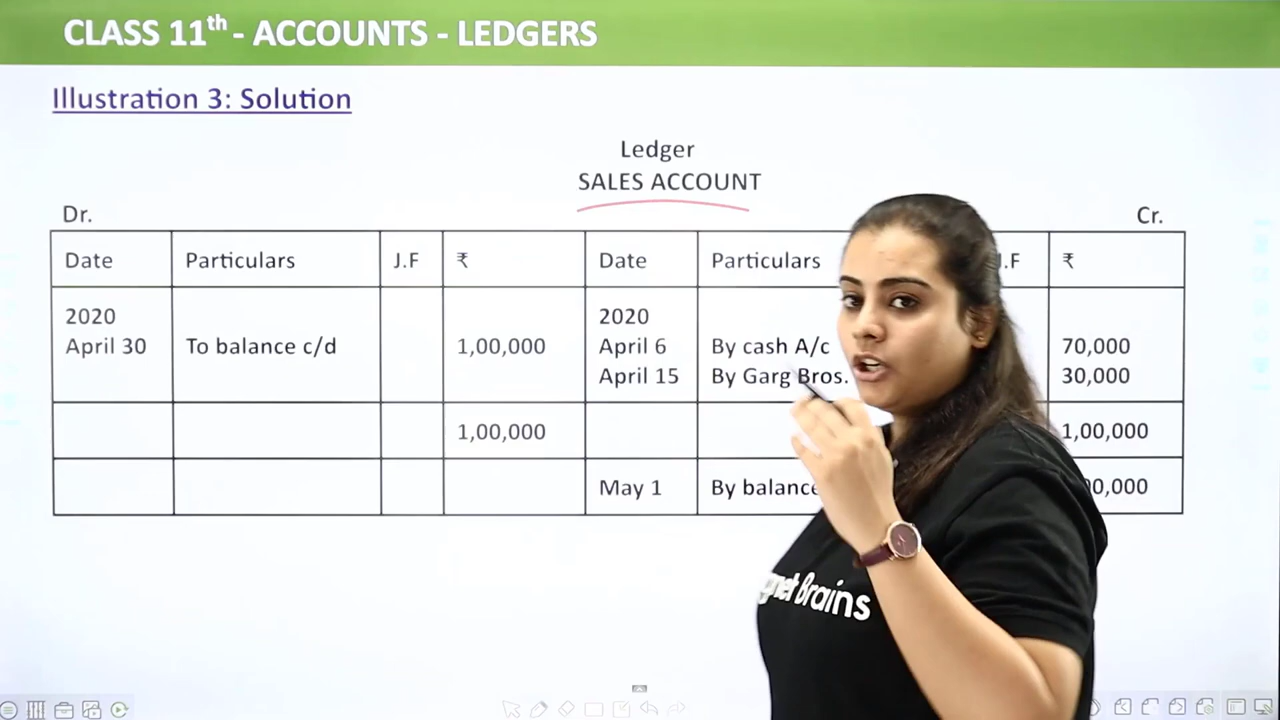 CLASS 11th - ACCOUNTS - LEDGERS
Illustration 3: Solution
Ledger
SALES ACCOUNT
Dr. Cr.
Date Particulars J.F ₹ Date Particulars J.F ₹
2020 2020
April 30 To balance c/d 1,00,000 April 6 By cash A/c 70,000
April 15 By Garg Bros. 30,000
1,00,000 1,00,000
May 1 By balance
Brains